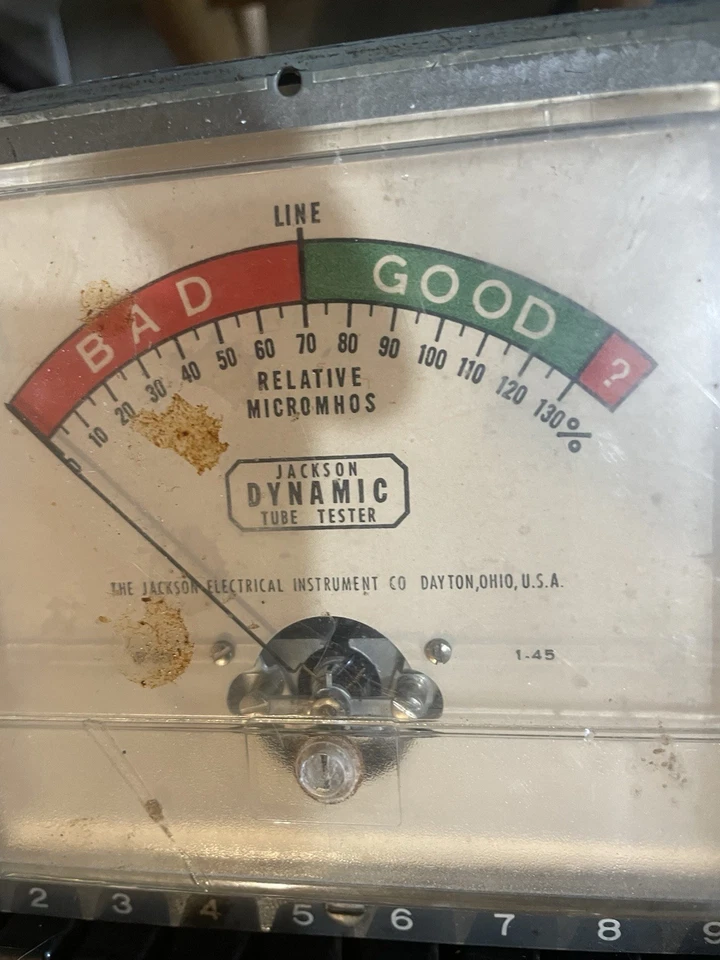 LINE
BAD GOOD ?
0 10 20 30 40 50 60 70 80 90 100 110 120 130%
RELATIVE
MICROMHOS
JACKSON
DYNAMIC
TUBE TESTER
THE JACKSON ELECTRICAL INSTRUMENT CO DAYTON,OHIO,U.S.A.
1-45
2 3 4 5 6 7 8 9